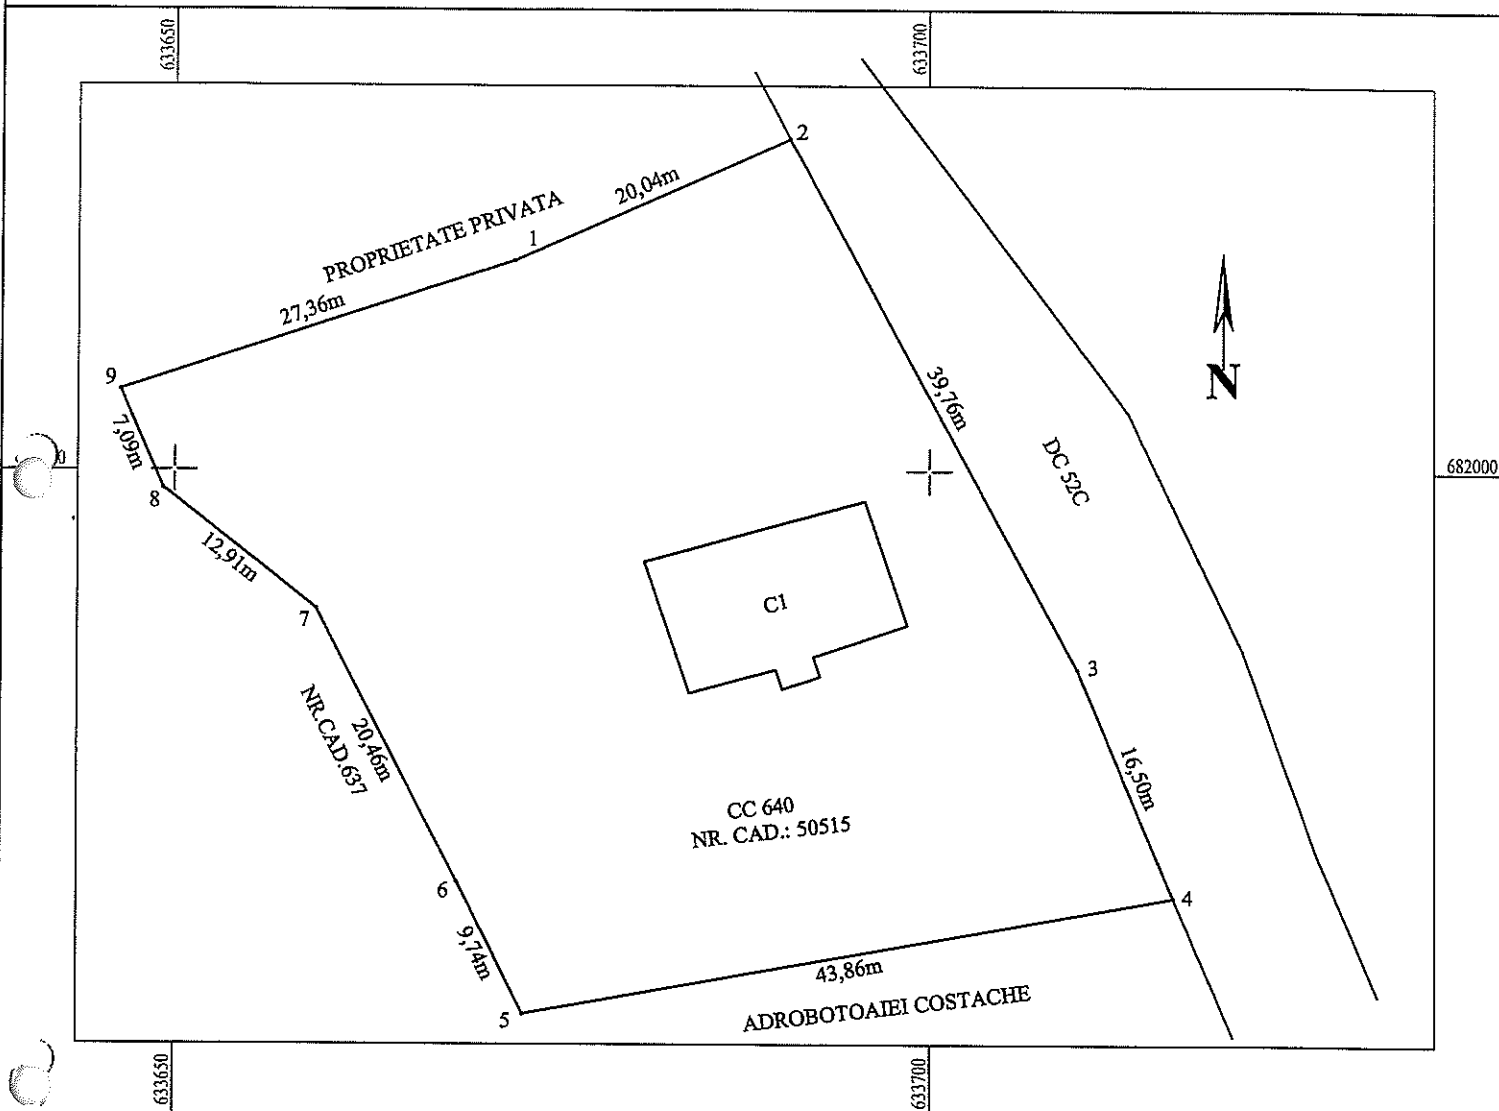 633650
633700
2
20,04m
PROPRIETATE PRIVATA
1
27,36m
9
7,09m
39,76m
N
DC 52C
682000
0
8
12,91m
C1
7
3
NR.CAD.637
20,46m
16,50m
CC 640
NR. CAD.: 50515
6
4
9,74m
43,86m
5
ADROBOTOAIEI COSTACHE
633650
633700